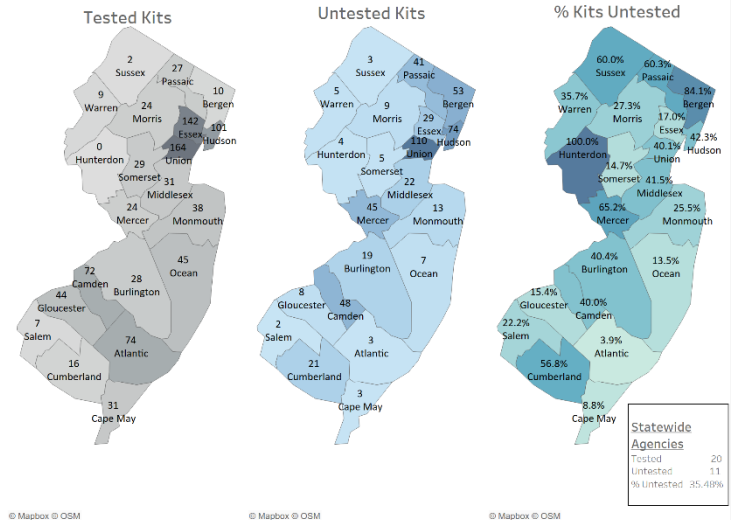 Tested Kits
2
Sussex
27
Passaic
10
Bergen
9
Warren
24
Morris
142
Essex
101
Hudson
0
Hunterdon
164
Union
29
Somerset
31
Middlesex
24
Mercer
38
Monmouth
72
Camden
28
Burlington
45
Ocean
44
Gloucester
7
Salem
74
Atlantic
16
Cumberland
31
Cape May
© Mapbox © OSM
Untested Kits
3
Sussex
41
Passaic
53
Bergen
5
Warren
9
Morris
29
Essex
74
Hudson
4
Hunterdon
110
Union
5
Somerset
22
Middlesex
45
Mercer
13
Monmouth
19
Burlington
7
Ocean
8
Gloucester
48
Camden
2
Salem
3
Atlantic
21
Cumberland
3
Cape May
© Mapbox © OSM
% Kits Untested
60.0%
Sussex
60.3%
Passaic
84.1%
Bergen
35.7%
Warren
27.3%
Morris
17.0%
Essex
42.3%
Hudson
100.0%
Hunterdon
40.1%
Union
14.7%
Somerset
41.5%
Middlesex
65.2%
Mercer
25.5%
Monmouth
40.4%
Burlington
13.5%
Ocean
15.4%
Gloucester
40.0%
Camden
22.2%
Salem
3.9%
Atlantic
56.8%
Cumberland
8.8%
Cape May
© Mapbox © OSM
Statewide
Agencies
Tested 20
Untested 11
% Untested 35.48%